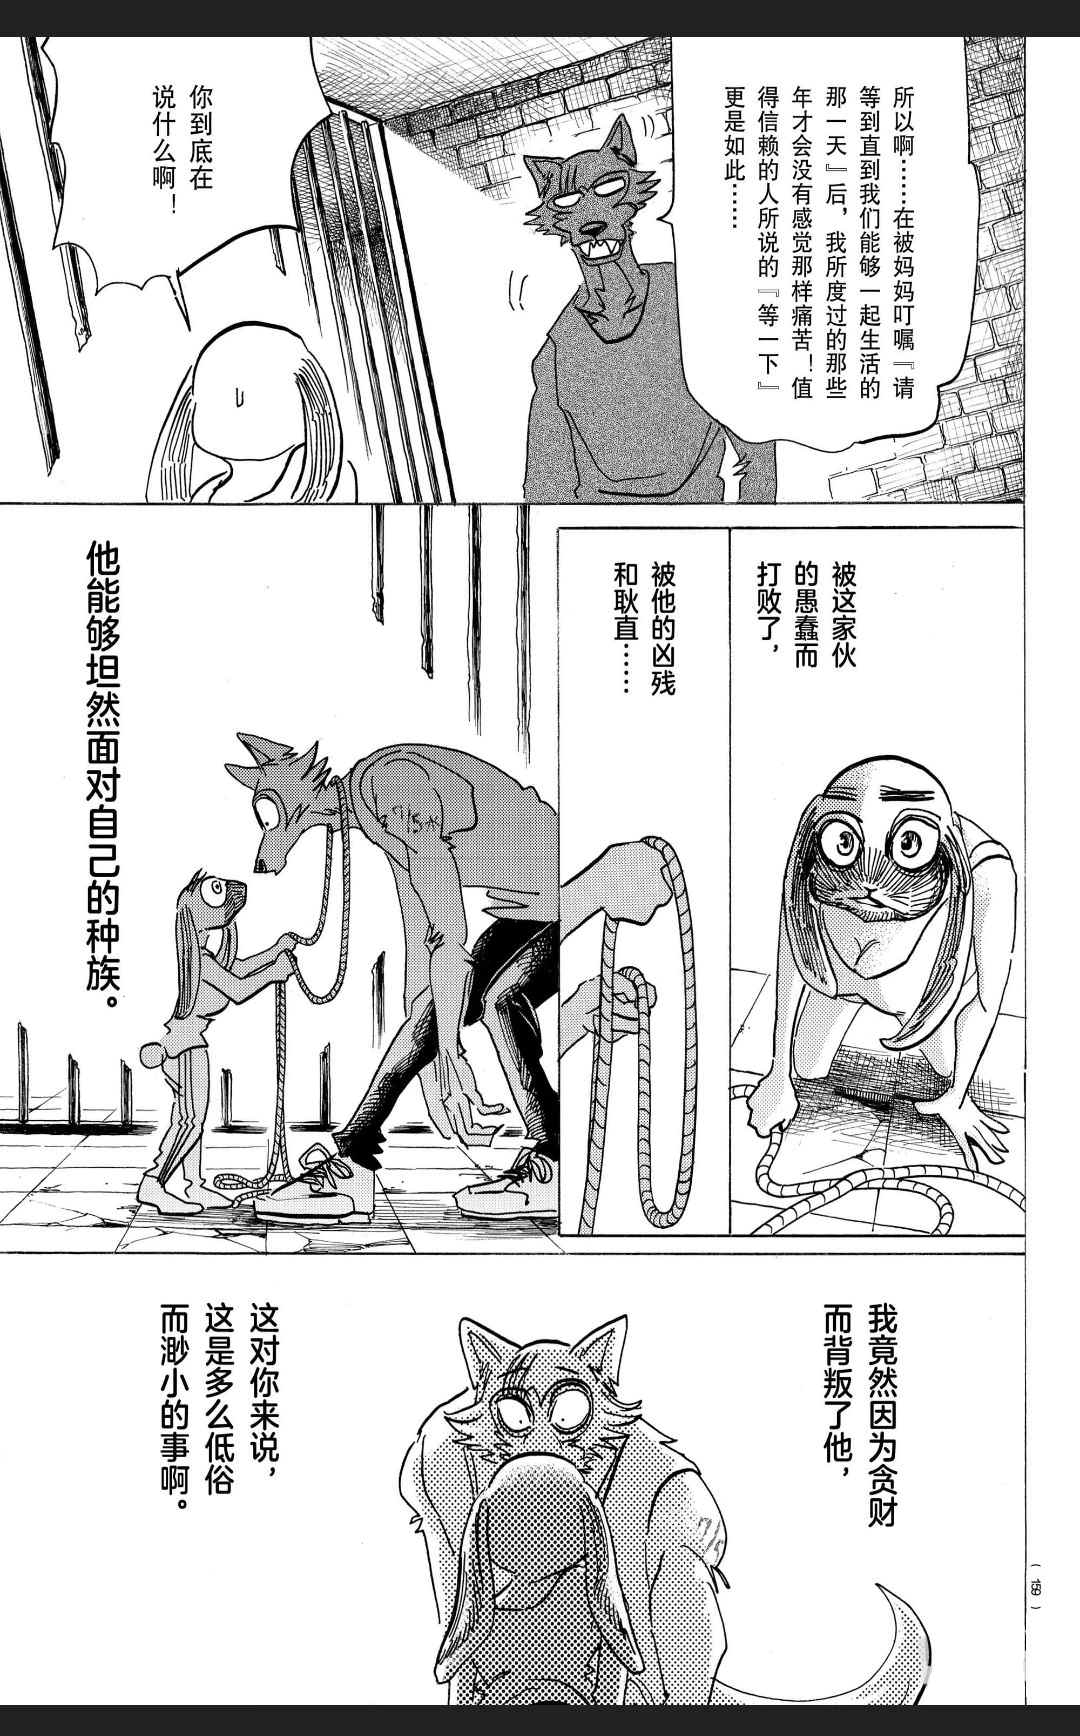 所以啊……在被妈妈叮嘱『请
等到直到我们能够一起生活的
那一天』后，我所度过的那些
年才会没有感觉那样痛苦！值
得信赖的人所说的『等一下』
更是如此……
你到底在
说什么啊！
被这家伙
的愚蠢而
打败了，
被他的凶残
和耿直……
他能够坦然面对自己的种族。
我竟然因为贪财
而背叛了他，
这对你来说，
这是多么低俗
而渺小的事啊。
（159）